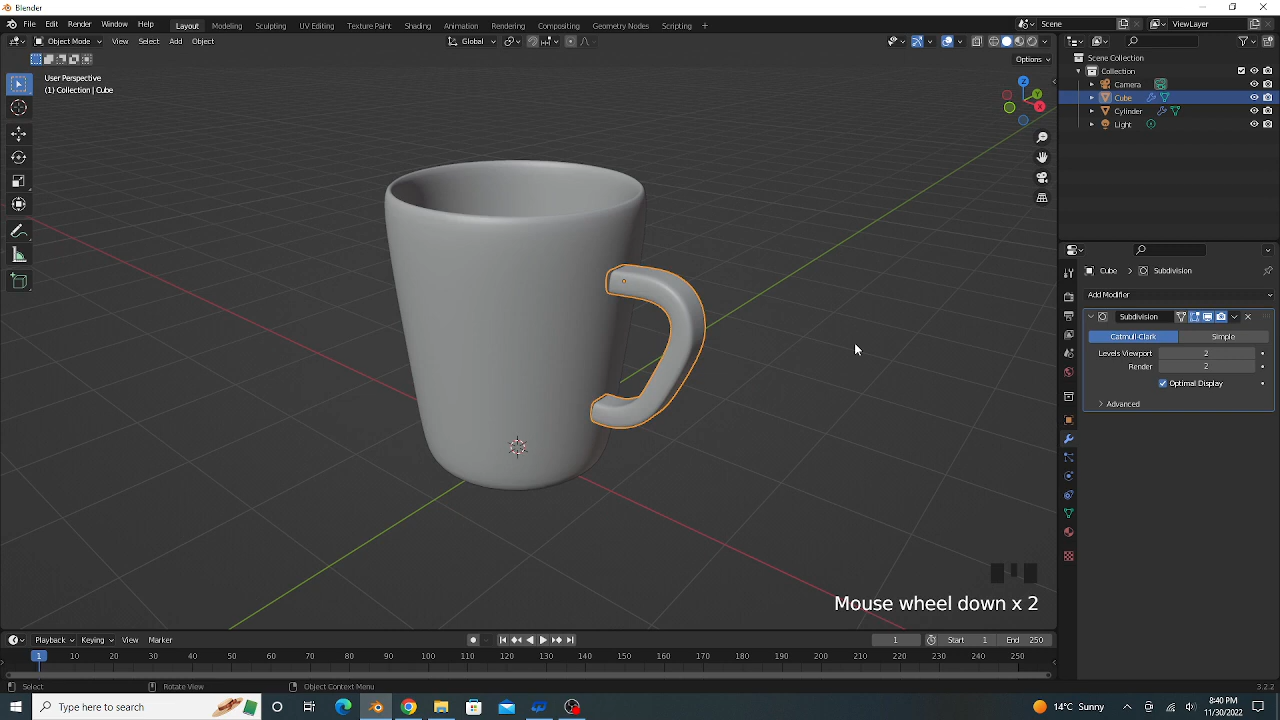 Blender
File Edit Render Window Help Layout Modeling Sculpting UV Editing Texture Paint Shading Animation Rendering Compositing Geometry Nodes Scripting + Scene ViewLayer
Object Mode View Select Add Object Global
Options
User Perspective
(1) Collection | Cube
Z
Y
X
Scene Collection
Collection
Camera
Cube
Cylinder
Light
Cube > Subdivision
Add Modifier
Subdivision
Catmull-Clark Simple
Levels Viewport 2
Render 2
Optimal Display
Advanced
Mouse wheel down x 2
Playback Keying View Marker 1 Start 1 End 250
1 10 20 30 40 50 60 70 80 90 100 110 120 130 140 150 160 170 180 190 200 210 220 230 240 250
Select Rotate View Object Context Menu 3.2.2
Type here to search 14°C Sunny 8:40 PM
11/30/2022